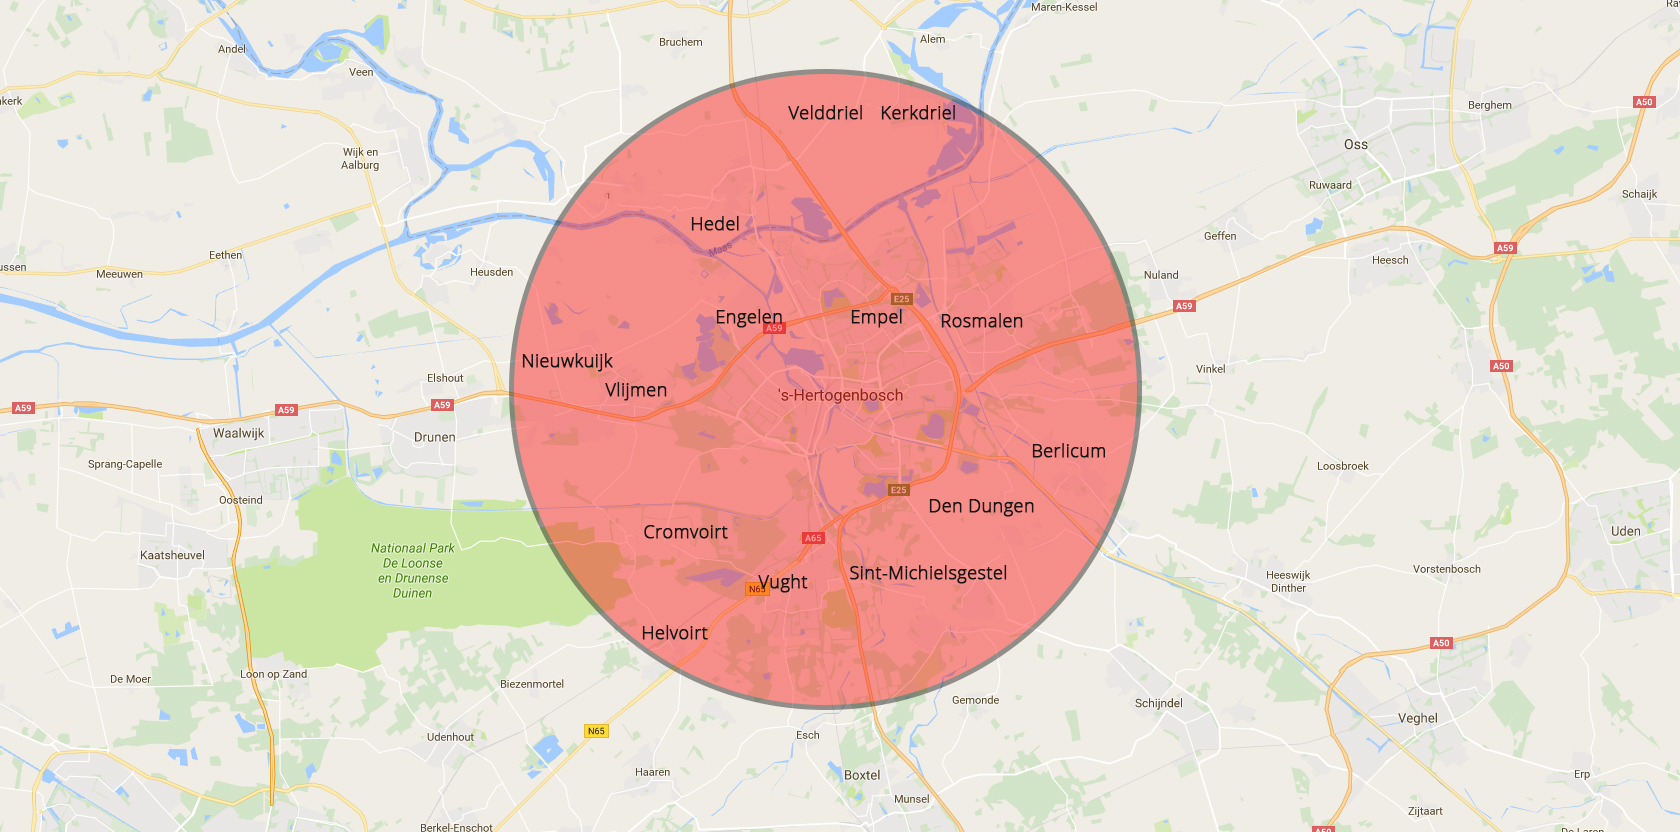 Maren-Kessel
Andel
Bruchem
Alem
Veen
Berghem
A50
Velddriel
Kerkdriel
Oss
Wijk en
Aalburg
Ruwaard
Schaijk
Hedel
Geffen
A59
Maas
Eethen
Heesch
Meeuwen
Heusden
Nuland
E25
A59
Engelen
A59
Empel
Rosmalen
Nieuwkuijk
Vlijmen
Vinkel
A50
Elshout
's-Hertogenbosch
A59
A59
A59
Waalwijk
Drunen
Berlicum
Sprang-Capelle
Loosbroek
Oosteind
E25
Den Dungen
Cromvoirt
A65
Uden
Kaatsheuvel
Nationaal Park
De Loonse
en Drunense
Duinen
Sint-Michielsgestel
Vught
N65
Heeswijk
Dinther
Vorstenbosch
Helvoirt
A50
De Moer
Loon op Zand
Biezenmortel
Gemonde
Schijndel
Veghel
N65
Udenhout
Esch
Haaren
Boxtel
Erp
Munsel
Zijtaart
Berkel-Enschot
A50